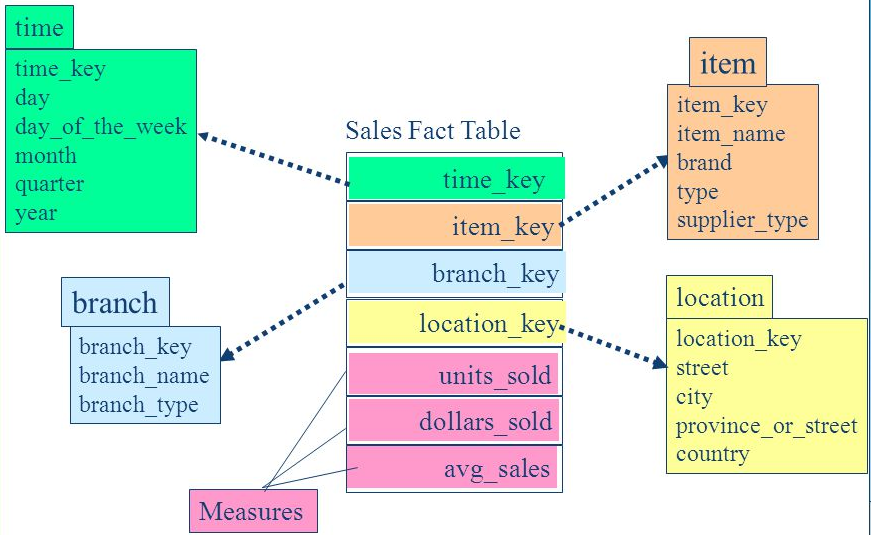 time
time_key
day
day_of_the_week
month
quarter
year
item
item_key
item_name
brand
type
supplier_type
Sales Fact Table
time_key
item_key
branch_key
location_key
units_sold
dollars_sold
avg_sales
branch
branch_key
branch_name
branch_type
location
location_key
street
city
province_or_street
country
Measures